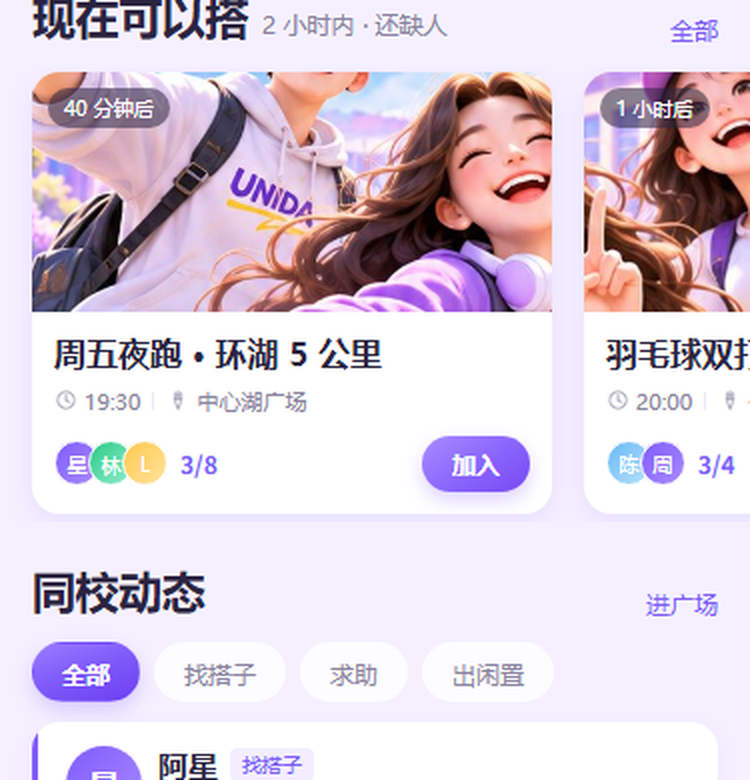 现在可以搭 2 小时内 · 还缺人 全部
40 分钟后
UNIDA
周五夜跑 • 环湖 5 公里
19:30 中心湖广场
星 林 L 3/8 加入
1 小时后
羽毛球双打
20:00
陈 周 3/4
同校动态 进广场
全部 找搭子 求助 出闲置
阿星 找搭子